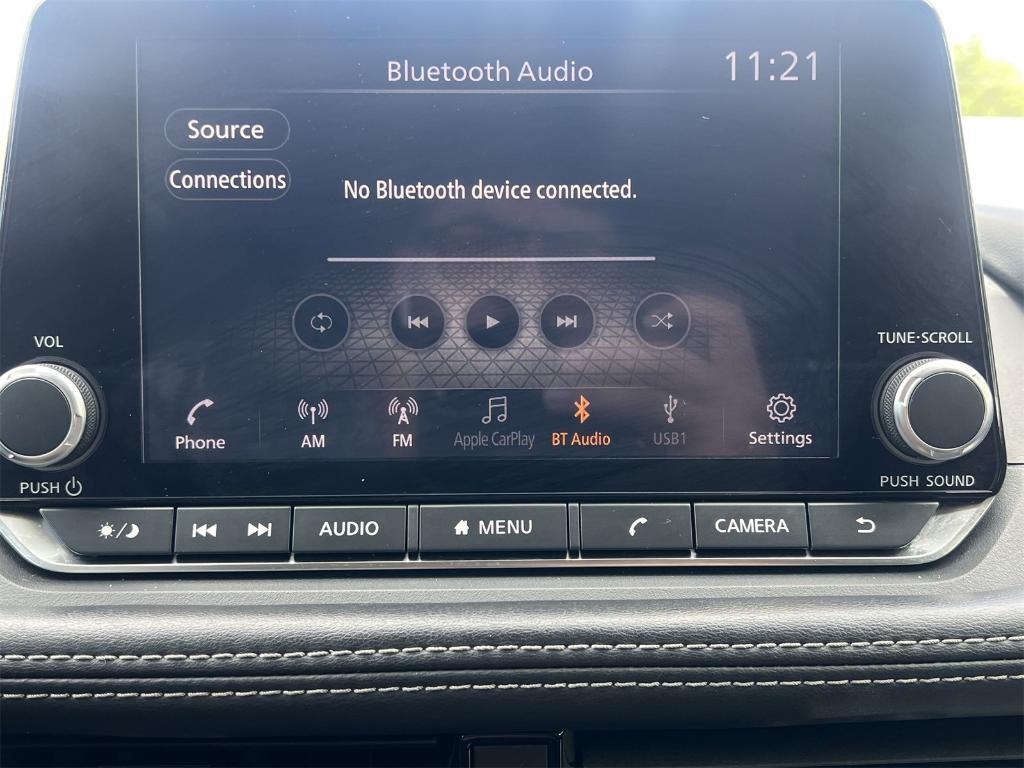 Bluetooth Audio
11:21
Source
Connections
No Bluetooth device connected.
VOL
TUNE·SCROLL
Phone
AM
FM
Apple CarPlay
BT Audio
USB1
Settings
PUSH
PUSH SOUND
AUDIO
MENU
CAMERA